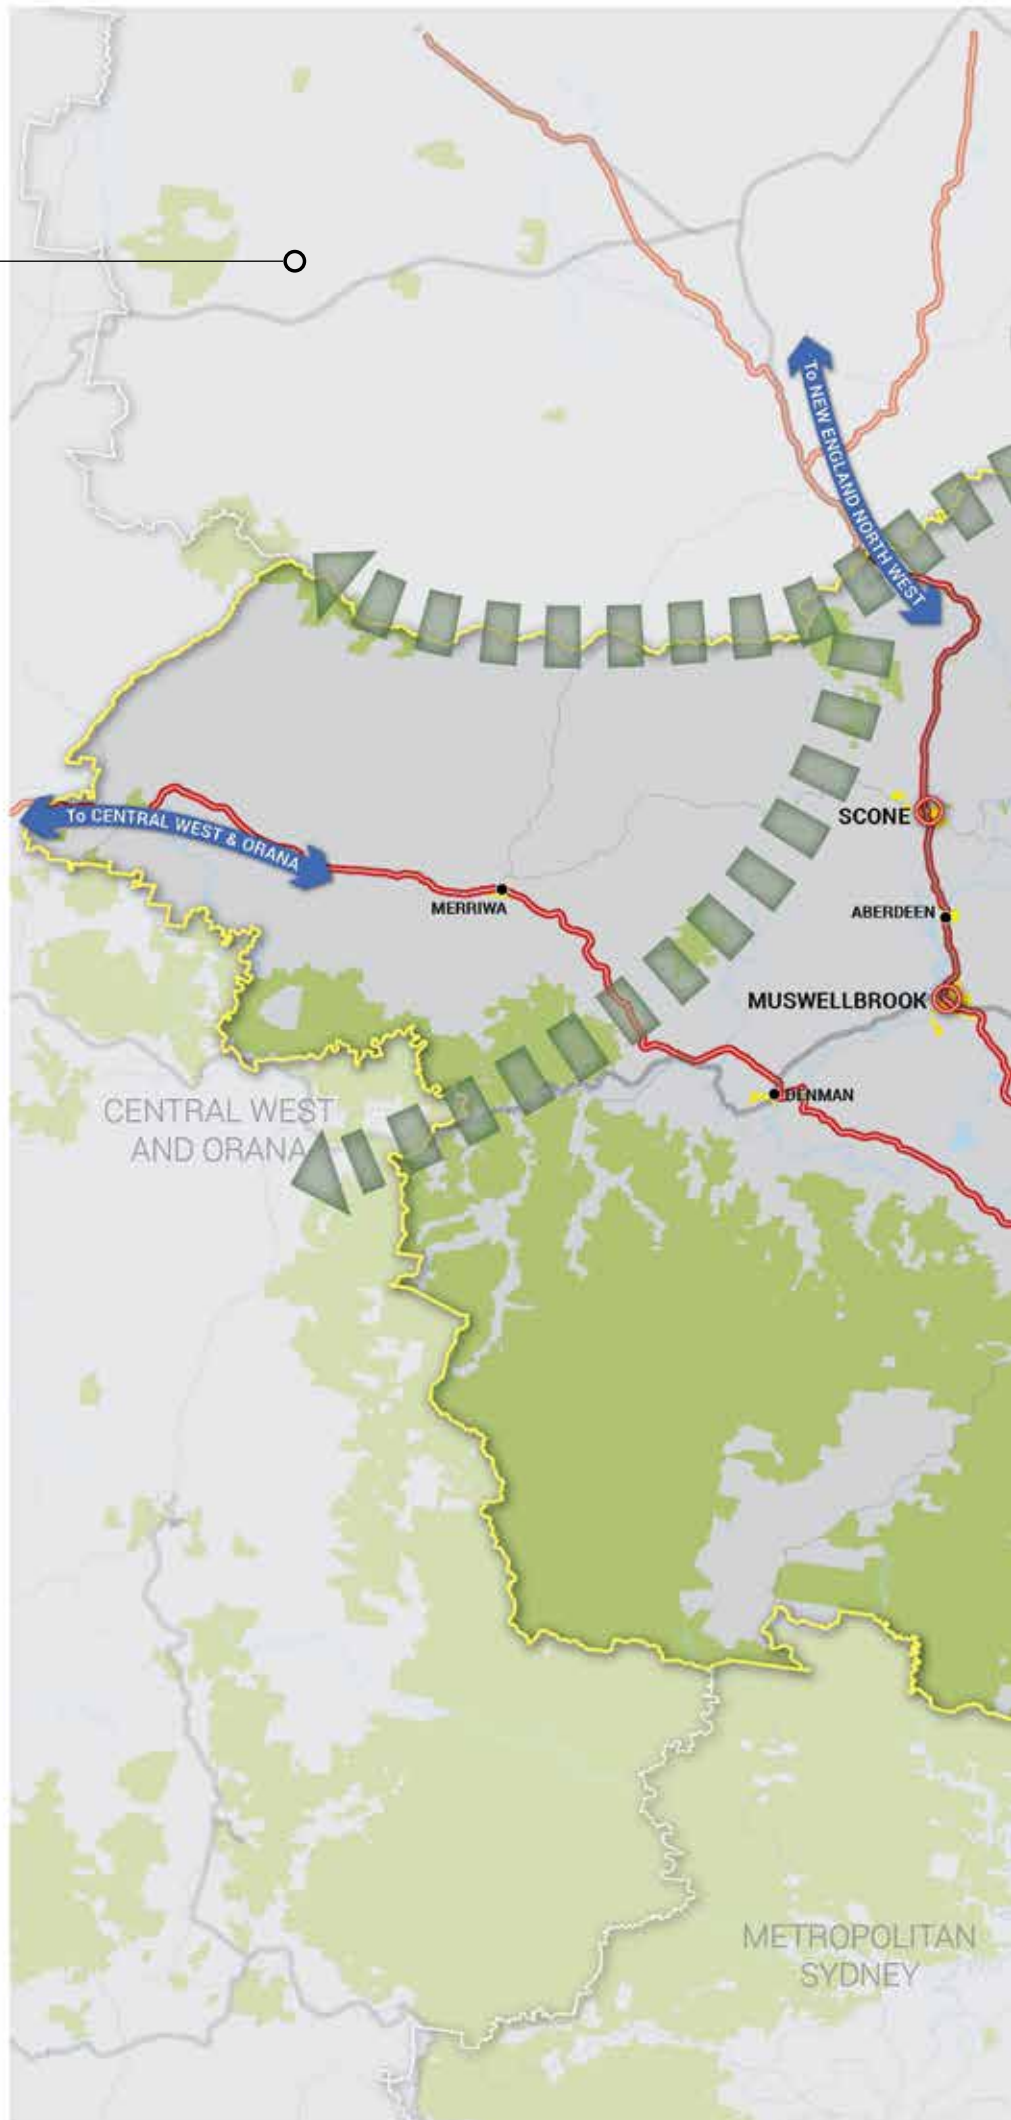 To NEW ENGLAND NORTH WEST
SCONE
To CENTRAL WEST & ORANA
MERRIWA
ABERDEEN
MUSWELLBROOK
DENMAN
CENTRAL WEST
AND ORANA
METROPOLITAN
SYDNEY